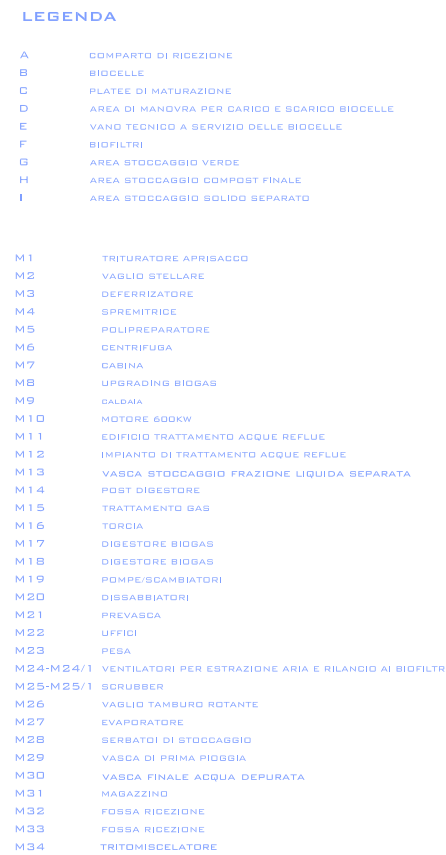 LEGENDA
A COMPARTO DI RICEZIONE
B BIOCELLE
C PLATEE DI MATURAZIONE
D AREA DI MANOVRA PER CARICO E SCARICO BIOCELLE
E VANO TECNICO A SERVIZIO DELLE BIOCELLE
F BIOFILTRI
G AREA STOCCAGGIO VERDE
H AREA STOCCAGGIO COMPOST FINALE
I AREA STOCCAGGIO SOLIDO SEPARATO
M1 TRITURATORE APRISACCO
M2 VAGLIO STELLARE
M3 DEFERRIZATORE
M4 SPREMITRICE
M5 POLIPREPARATORE
M6 CENTRIFUGA
M7 CABINA
M8 UPGRADING BIOGAS
M9 CALDAIA
M10 MOTORE 600KW
M11 EDIFICIO TRATTAMENTO ACQUE REFLUE
M12 IMPIANTO DI TRATTAMENTO ACQUE REFLUE
M13 VASCA STOCCAGGIO FRAZIONE LIQUIDA SEPARATA
M14 POST DIGESTORE
M15 TRATTAMENTO GAS
M16 TORCIA
M17 DIGESTORE BIOGAS
M18 DIGESTORE BIOGAS
M19 POMPE/SCAMBIATORI
M20 DISSABBIATORI
M21 PREVASCA
M22 UFFICI
M23 PESA
M24-M24/1 VENTILATORI PER ESTRAZIONE ARIA E RILANCIO AI BIOFILTR
M25-M25/1 SCRUBBER
M26 VAGLIO TAMBURO ROTANTE
M27 EVAPORATORE
M28 SERBATOI DI STOCCAGGIO
M29 VASCA DI PRIMA PIOGGIA
M30 VASCA FINALE ACQUA DEPURATA
M31 MAGAZZINO
M32 FOSSA RICEZIONE
M33 FOSSA RICEZIONE
M34 TRITOMISCELATORE